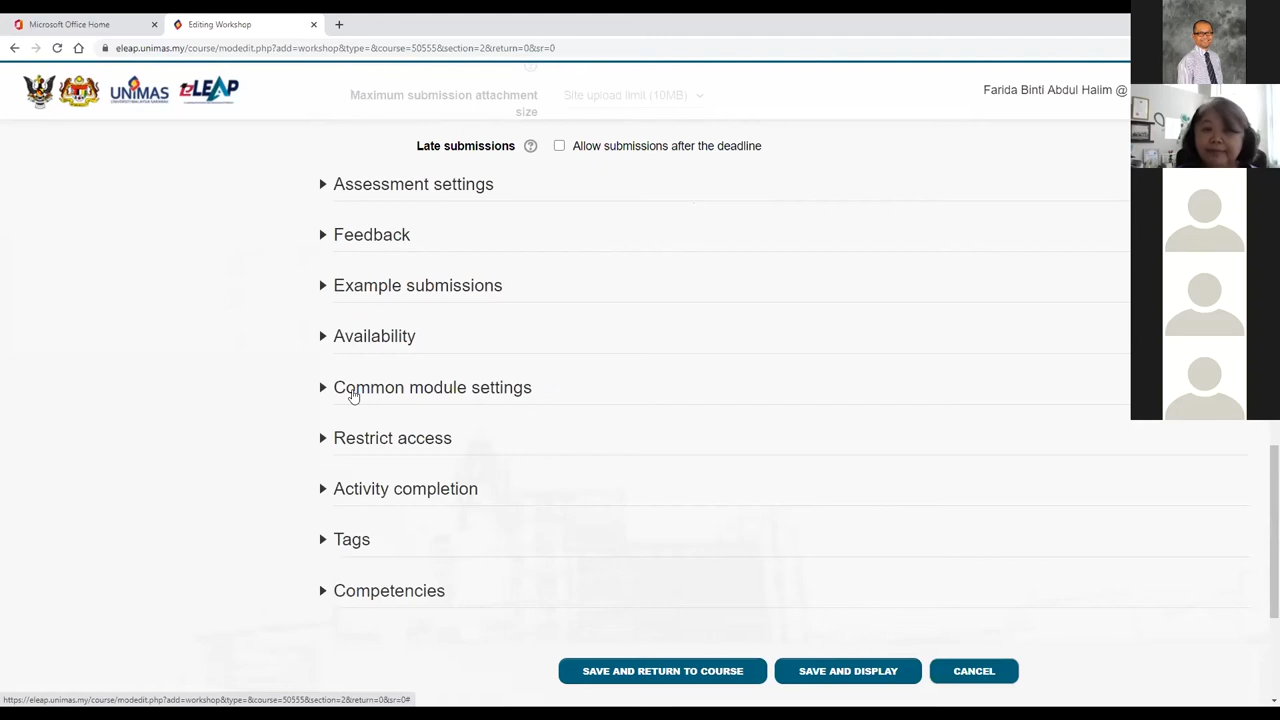 Microsoft Office Home
Editing Workshop
eleap.unimas.my/course/modedit.php?add=workshop&type=&course=50555&section=2&return=0&sr=0
UNIMAS
eLEAP
Farida Binti Abdul Halim @
Maximum submission attachment
size
Site upload limit (10MB)
Late submissions
Allow submissions after the deadline
Assessment settings
Feedback
Example submissions
Availability
Common module settings
Restrict access
Activity completion
Tags
Competencies
SAVE AND RETURN TO COURSE
SAVE AND DISPLAY
CANCEL
https://eleap.unimas.my/course/modedit.php?add=workshop&type=&course=50555&section=2&return=0&sr=0#